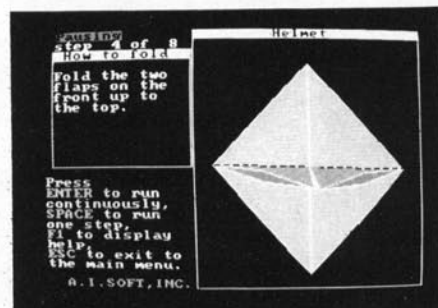 Pausing
step 4 of 8
How to fold
Fold the two
flaps on the
front up to
the top.
Press
ENTER to run
continuously,
SPACE to run
one step,
F1 to display
help,
ESC to exit to
the main menu.
A.I.SOFT,INC.
Helmet